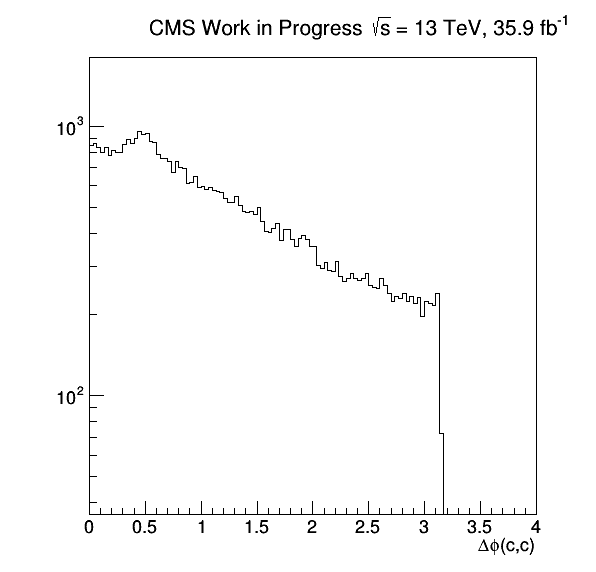 CMS Work in Progress √s = 13 TeV, 35.9 fb⁻¹
10³
10²
0 0.5 1 1.5 2 2.5 3 3.5 4
Δϕ(c,c)